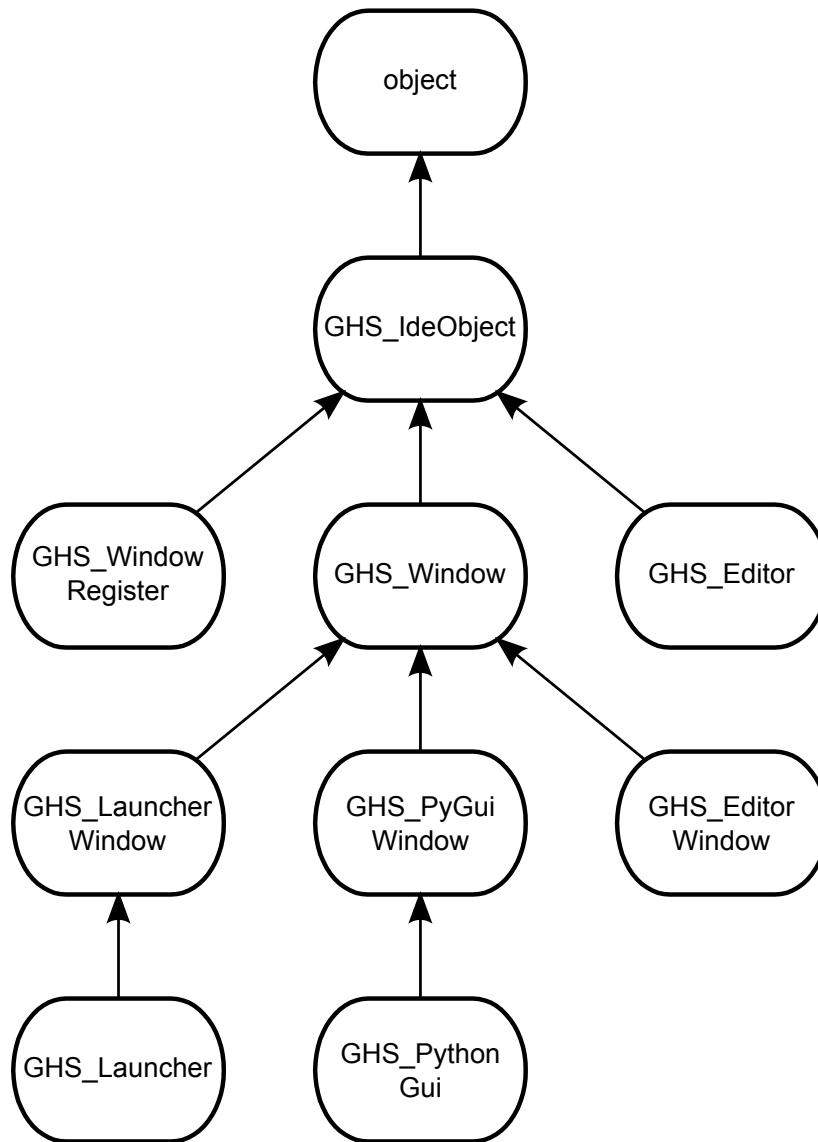 object
GHS_IdeObject
GHS_Window
Register
GHS_Window
GHS_Editor
GHS_Launcher
Window
GHS_PyGui
Window
GHS_Editor
Window
GHS_Launcher
GHS_Python
Gui